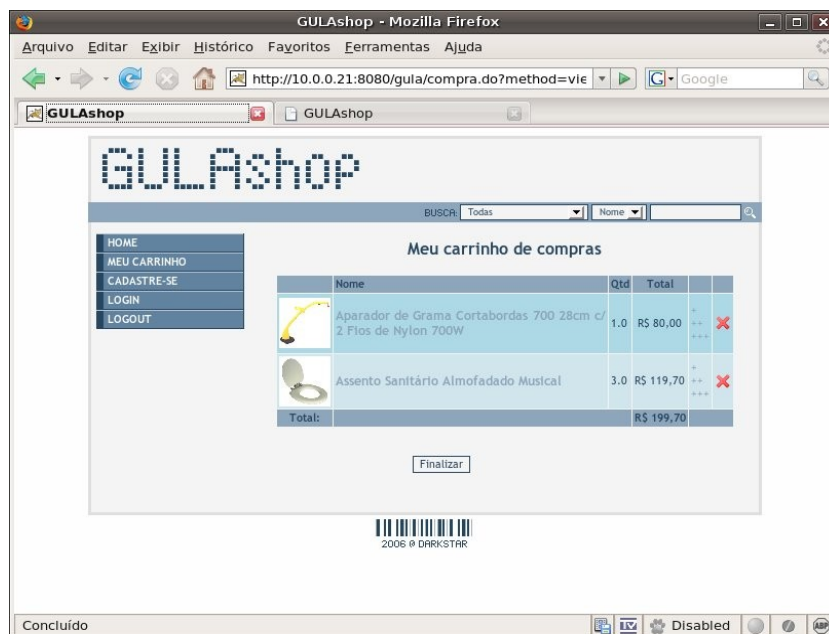 GULAshop - Mozilla Firefox
Arquivo Editar Exibir Histórico Favoritos Ferramentas Ajuda
http://10.0.0.21:8080/gula/compra.do?method=vie G Google
GULAshop GULAshop
GULAshop
BUSCA: Todas Nome
HOME
MEU CARRINHO
CADASTRE-SE
LOGIN
LOGOUT
Meu carrinho de compras
Nome Qtd Total
Aparador de Grama Cortabordas 700 28cm c/
2 Fios de Nylon 700W
1.0 R$ 80,00
+
++
+++
Assento Sanitário Almofadado Musical 3.0 R$ 119,70
+
++
+++
Total: R$ 199,70
Finalizar
2006 @ DARKSTAR
Concluído TV Disabled ABP